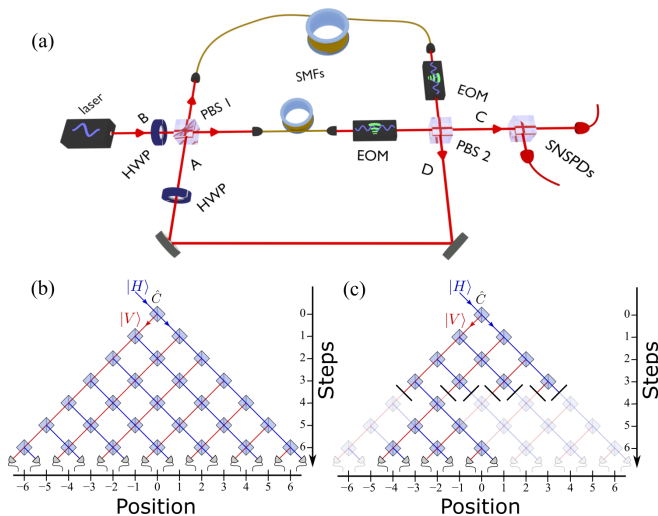 (a)
laser
B
HWP
PBS 1
A
HWP
SMFs
EOM
EOM
C
PBS 2
D
SNSPDs
(b)
|H⟩
Ĉ
|V⟩
0
1
2
3
4
5
6
Steps
−6 −5 −4 −3 −2 −1 0 1 2 3 4 5 6
Position
(c)
|H⟩
Ĉ
|V⟩
0
1
2
3
4
5
6
Steps
−6 −5 −4 −3 −2 −1 0 1 2 3 4 5 6
Position